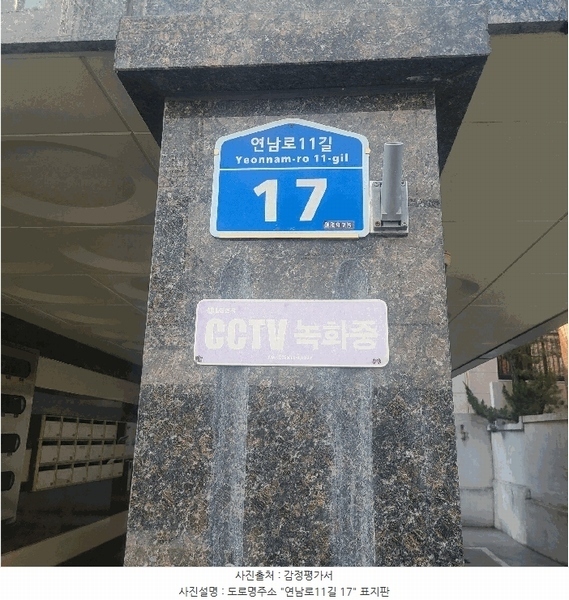 연남로11길
Yeonnam-ro 11-gil
17
CCTV 녹화중
사진출처 : 감정평가서
사진설명 : 도로명주소 "연남로11길 17" 표지판